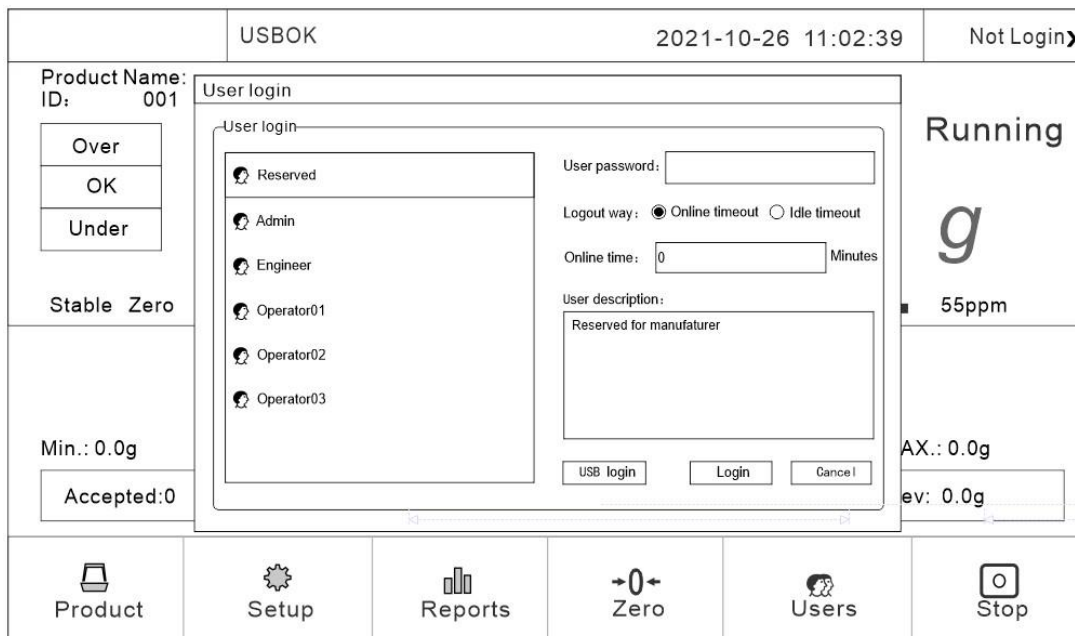 USBOK 2021-10-26 11:02:39 Not Login
Product Name:
ID: 001
Over
OK
Under
Stable Zero
Running
g
55ppm
User login
User login
Reserved
Admin
Engineer
Operator01
Operator02
Operator03
User password:
Logout way: Online timeout Idle timeout
Online time: 0 Minutes
User description:
Reserved for manufaturer
USB login Login Cancel
Min.: 0.0g
AX.: 0.0g
Accepted:0
ev: 0.0g
Product Setup Reports →0← Zero Users Stop